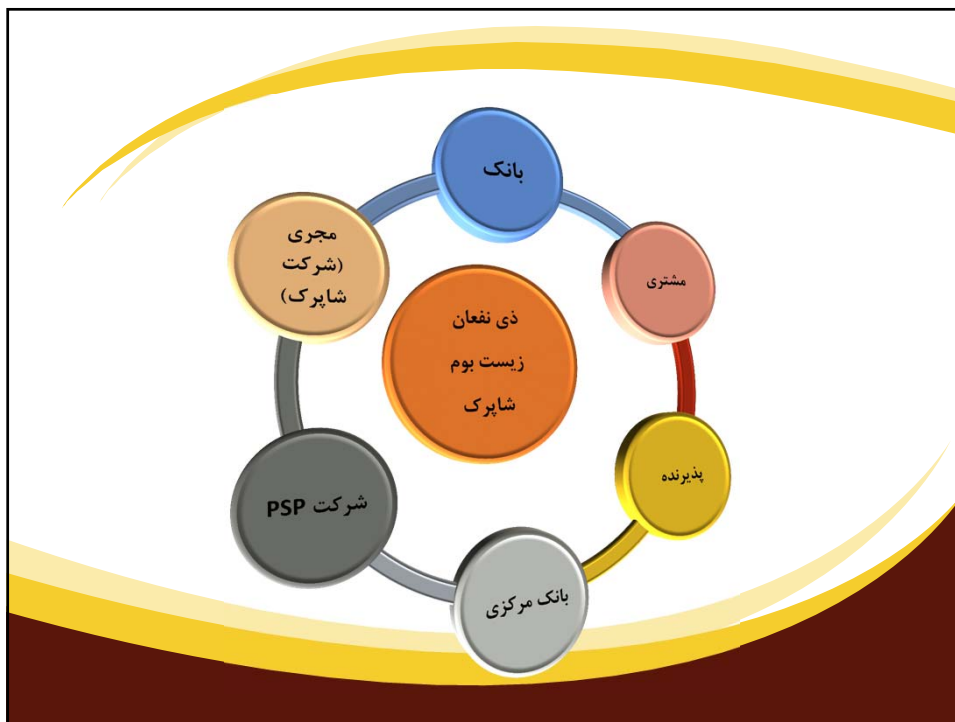 بانک
مشتری
پذیرنده
بانک مرکزی
شرکت PSP
مجری
(شرکت
شاپرک)
ذی نفعان
زیست بوم
شاپرک